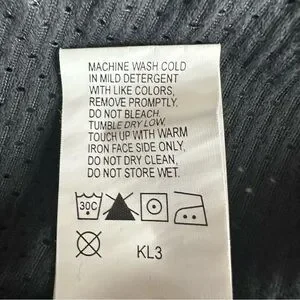 MACHINE WASH COLD
IN MILD DETERGENT
WITH LIKE COLORS,
REMOVE PROMPTLY.
DO NOT BLEACH.
TUMBLE DRY LOW.
TOUCH UP WITH WARM
IRON FACE SIDE ONLY,
DO NOT DRY CLEAN,
DO NOT STORE WET.
30C
KL3